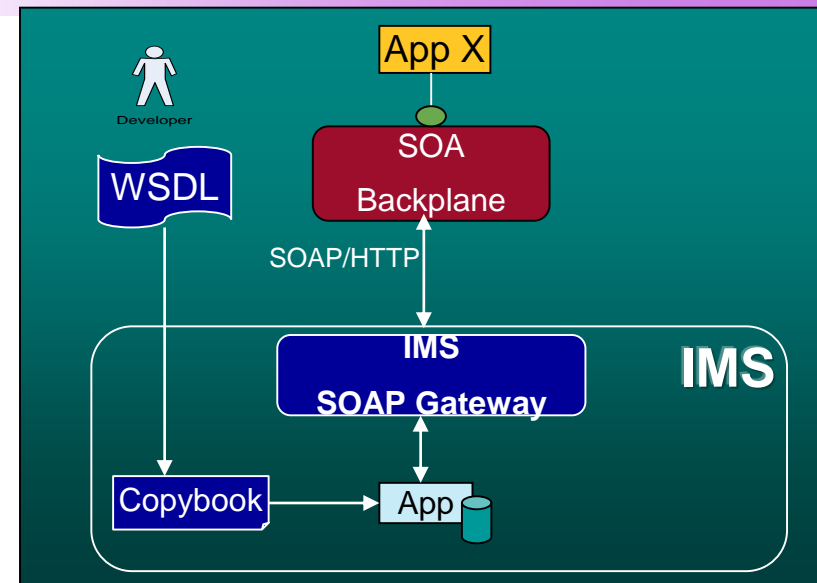 App X
Developer
SOA
Backplane
WSDL
SOAP/HTTP
IMS
SOAP Gateway
IMS
Copybook
App